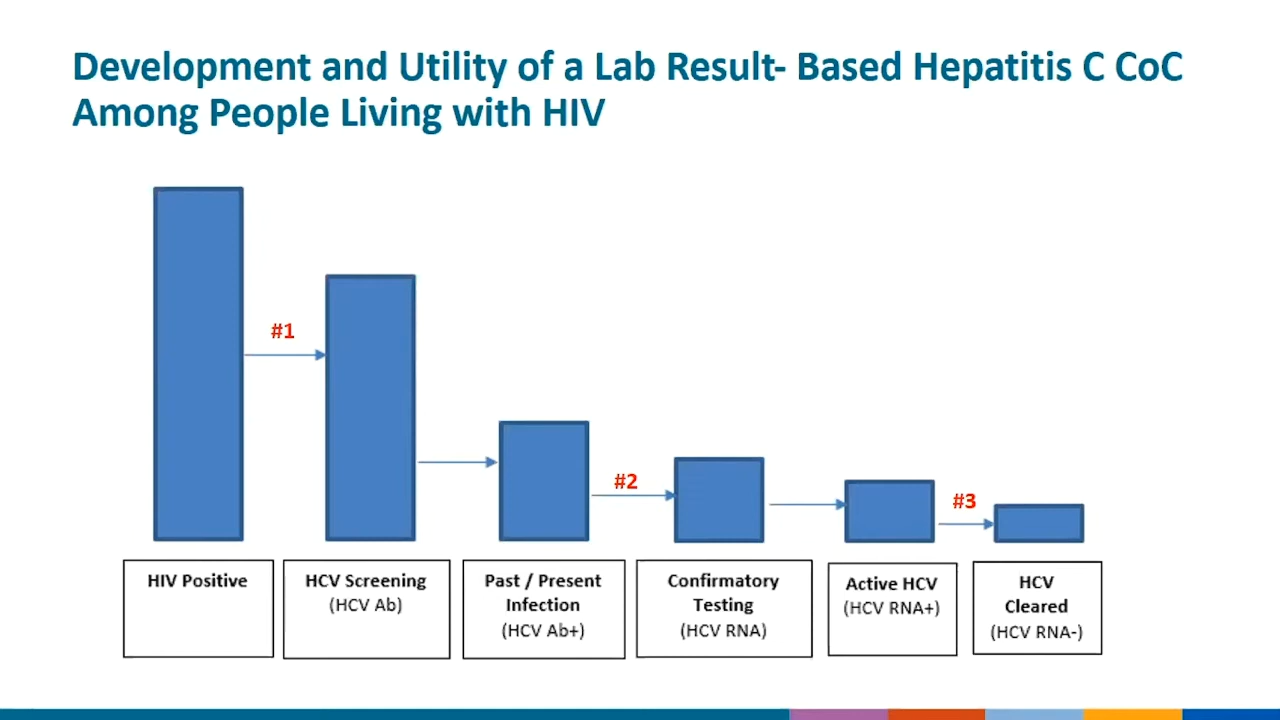 Development and Utility of a Lab Result- Based Hepatitis C CoC
Among People Living with HIV
#1
#2
#3
HIV Positive
HCV Screening
(HCV Ab)
Past / Present
Infection
(HCV Ab+)
Confirmatory
Testing
(HCV RNA)
Active HCV
(HCV RNA+)
HCV
Cleared
(HCV RNA-)